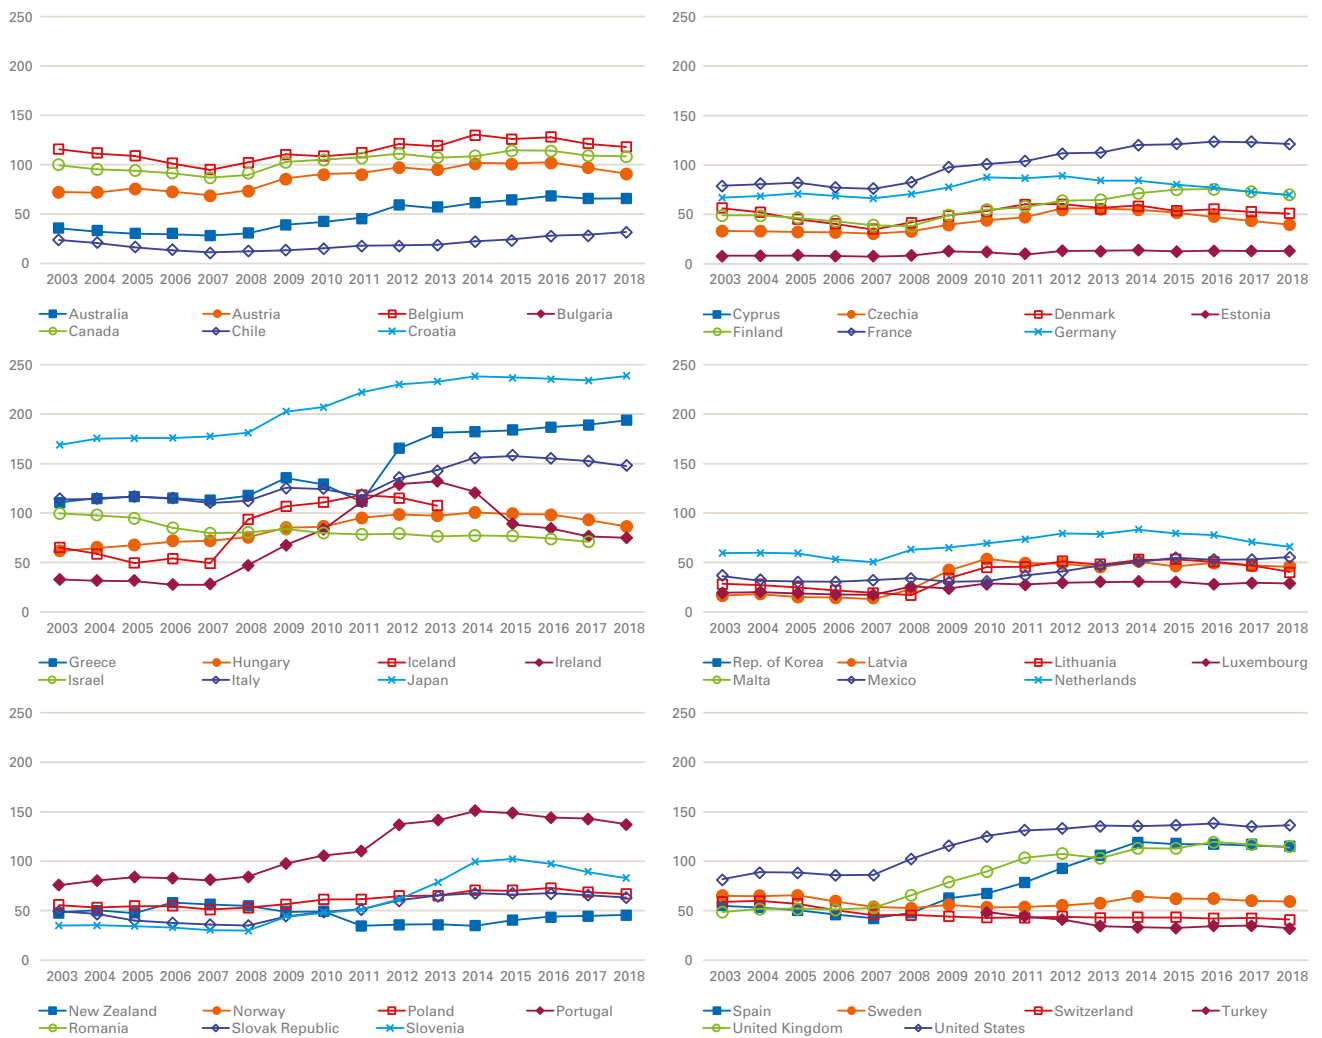 250
200
150
100
50
0
2003 2004 2005 2006 2007 2008 2009 2010 2011 2012 2013 2014 2015 2016 2017 2018
Australia Austria Belgium Bulgaria
Canada Chile Croatia
250
200
150
100
50
0
2003 2004 2005 2006 2007 2008 2009 2010 2011 2012 2013 2014 2015 2016 2017 2018
Cyprus Czechia Denmark Estonia
Finland France Germany
250
200
150
100
50
0
2003 2004 2005 2006 2007 2008 2009 2010 2011 2012 2013 2014 2015 2016 2017 2018
Greece Hungary Iceland Ireland
Israel Italy Japan
250
200
150
100
50
0
2003 2004 2005 2006 2007 2008 2009 2010 2011 2012 2013 2014 2015 2016 2017 2018
Rep. of Korea Latvia Lithuania Luxembourg
Malta Mexico Netherlands
250
200
150
100
50
0
2003 2004 2005 2006 2007 2008 2009 2010 2011 2012 2013 2014 2015 2016 2017 2018
New Zealand Norway Poland Portugal
Romania Slovak Republic Slovenia
250
200
150
100
50
0
2003 2004 2005 2006 2007 2008 2009 2010 2011 2012 2013 2014 2015 2016 2017 2018
Spain Sweden Switzerland Turkey
United Kingdom United States